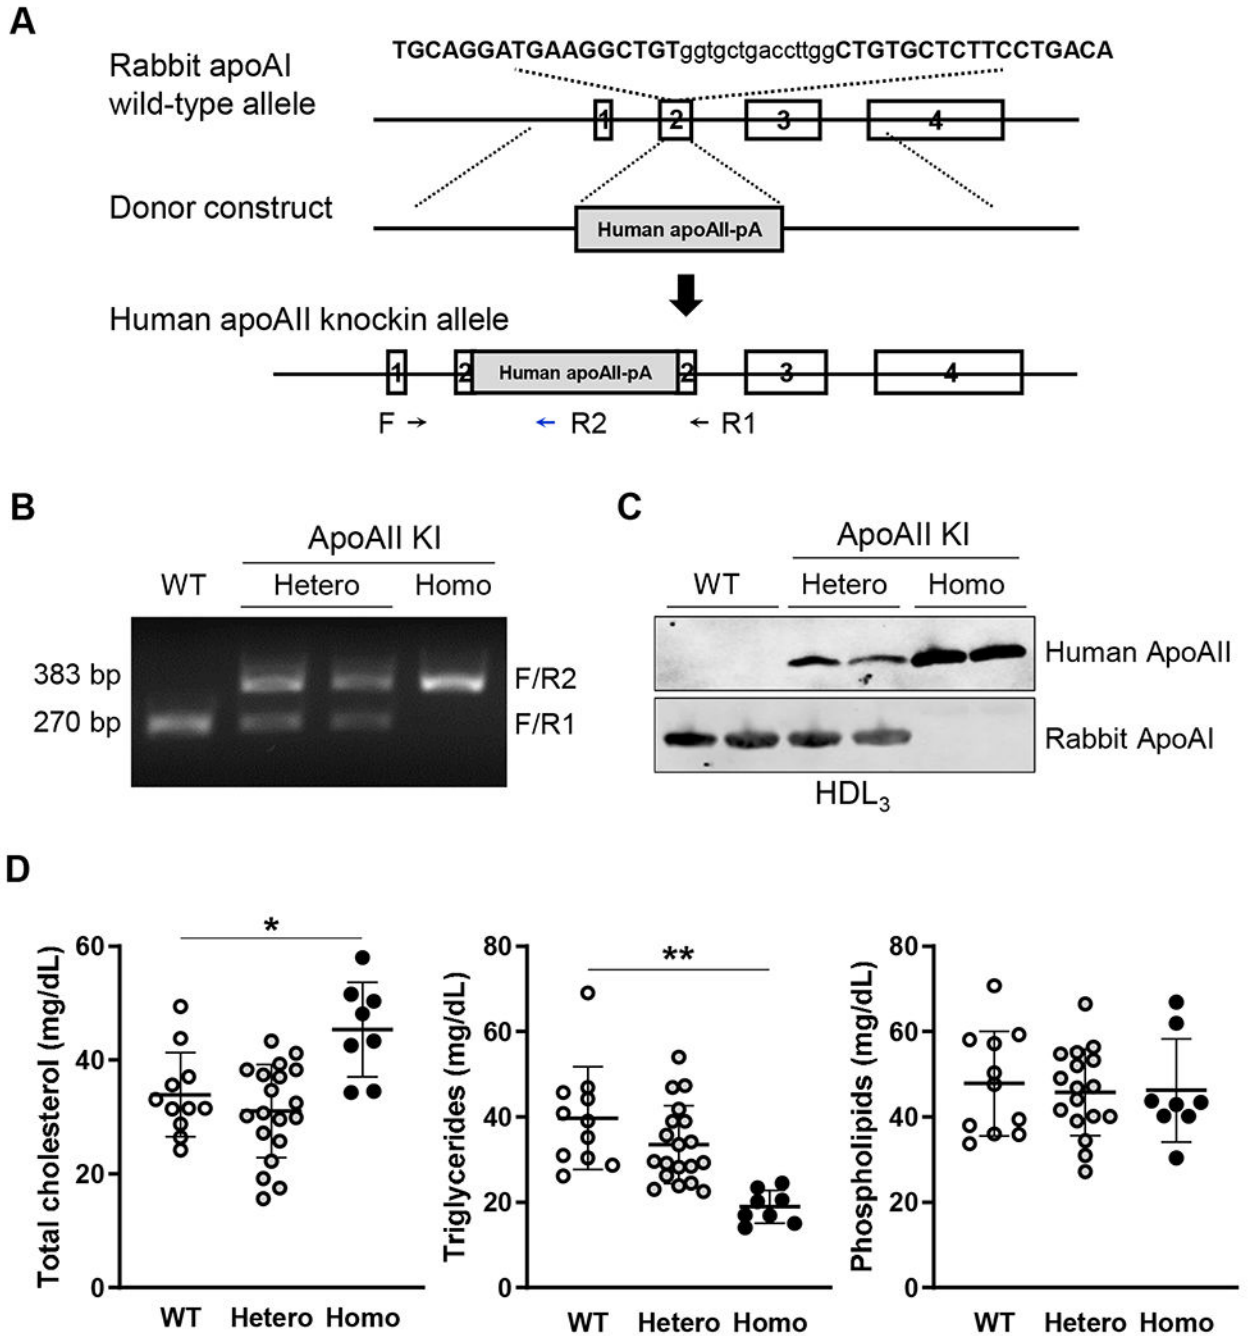 A
TGCAGGATGAAGGCTGTggtgctgaccttggCTGTGCTCTTCCTGACA
Rabbit apoAI
wild-type allele
1 2 3 4
Donor construct
Human apoAII-pA
Human apoAII knockin allele
1 2 Human apoAII-pA 2 3 4
F → ← R2 ← R1
B
ApoAII KI
WT Hetero Homo
383 bp F/R2
270 bp F/R1
C
ApoAII KI
WT Hetero Homo
Human ApoAII
Rabbit ApoAI
HDL3
D
Total cholesterol (mg/dL)
60
40
20
0
*
WT Hetero Homo
Triglycerides (mg/dL)
80
60
40
20
0
**
WT Hetero Homo
Phospholipids (mg/dL)
80
60
40
20
0
WT Hetero Homo